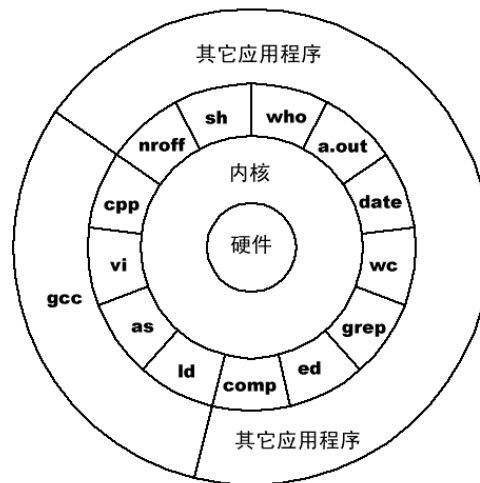 其它应用程序
sh
who
nroff
a.out
内核
cpp
date
硬件
vi
wc
gcc
as
grep
ld
ed
comp
其它应用程序